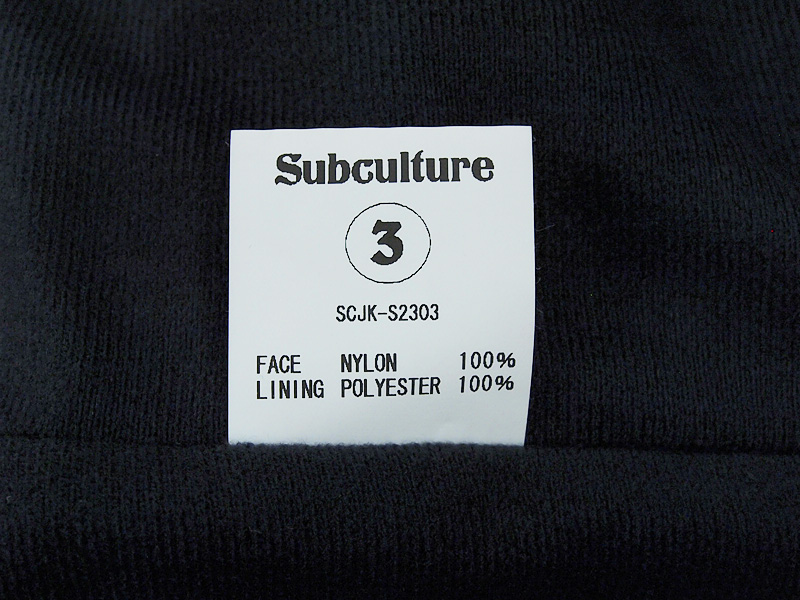 Subculture
3
SCJK-S2303
FACE NYLON 100%
LINING POLYESTER 100%